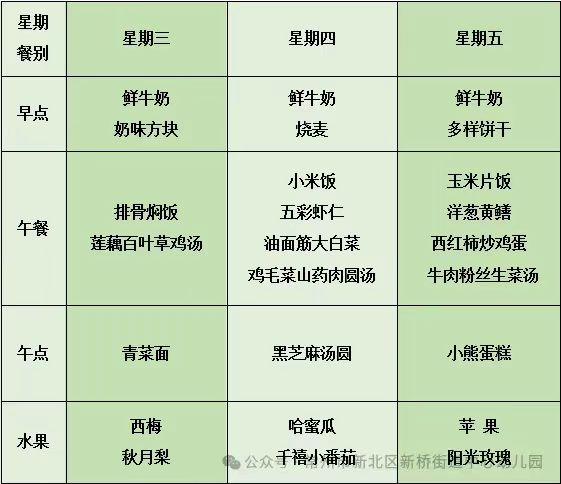 星期
餐别
星期三
星期四
星期五
早点
鲜牛奶
奶味方块
鲜牛奶
烧麦
鲜牛奶
多样饼干
午餐
排骨焖饭
莲藕百叶草鸡汤
小米饭
五彩虾仁
油面筋大白菜
鸡毛菜山药肉圆汤
玉米片饭
洋葱黄鳝
西红柿炒鸡蛋
牛肉粉丝生菜汤
午点
青菜面
黑芝麻汤圆
小熊蛋糕
水果
西梅
秋月梨
哈蜜瓜
千禧小番茄
苹 果
阳光玫瑰
公众号 · 常州市新北区新桥街道中心幼儿园